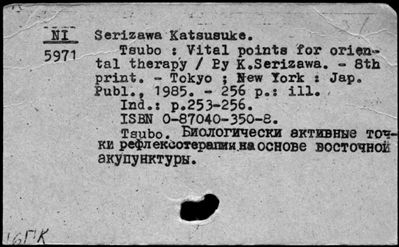 NI Serizawa Katsusuke.
5971 Tsubo : Vital points for orien-
tal therapy / Py K.Serizawa. - 8th
print. - Tokyo ; New York : Jap.
Publ., 1985. - 256 p.: ill.
Ind.: p.253-256.
ISBN 0-87040-350-8.
Tsubo. Биологически активные точ-
ки рефлексотерапии на основе восточной
акупунктуры.